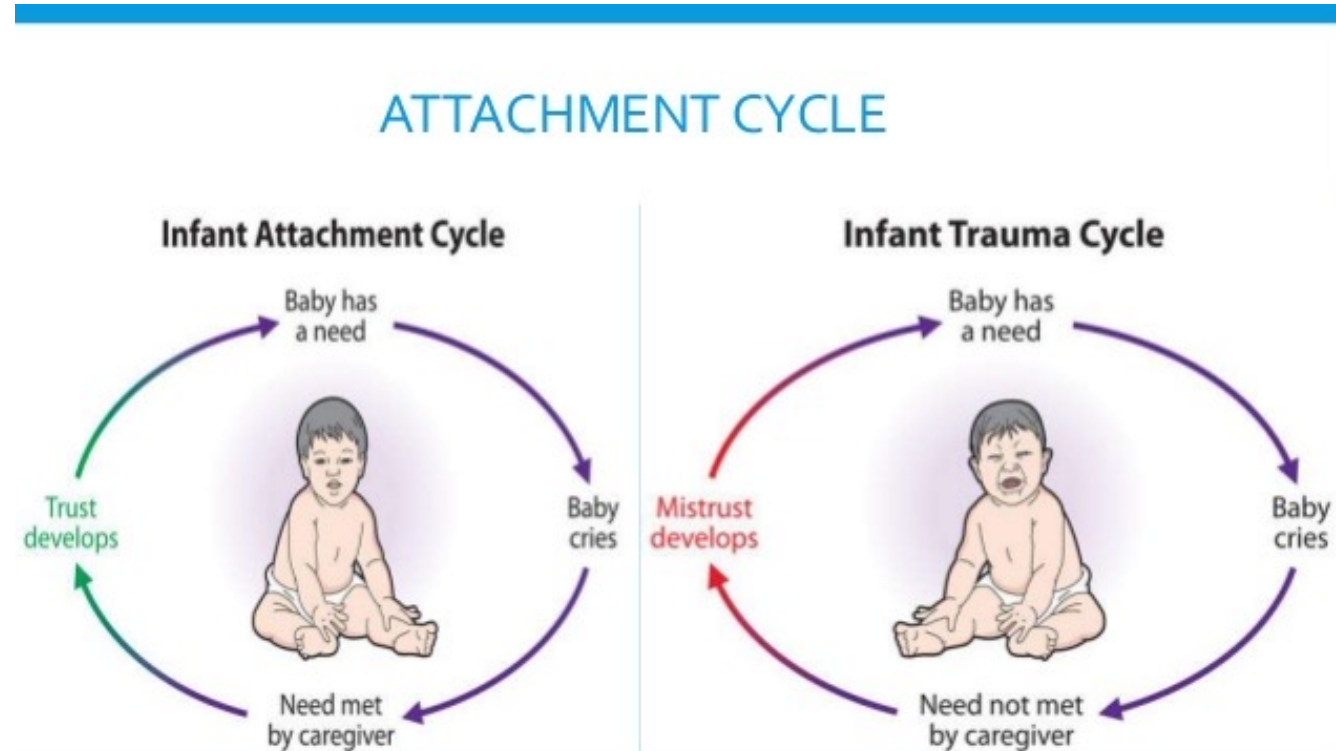 ATTACHMENT CYCLE
Infant Attachment Cycle
Baby has
a need
Baby
cries
Need met
by caregiver
Trust
develops
Infant Trauma Cycle
Baby has
a need
Baby
cries
Need not met
by caregiver
Mistrust
develops